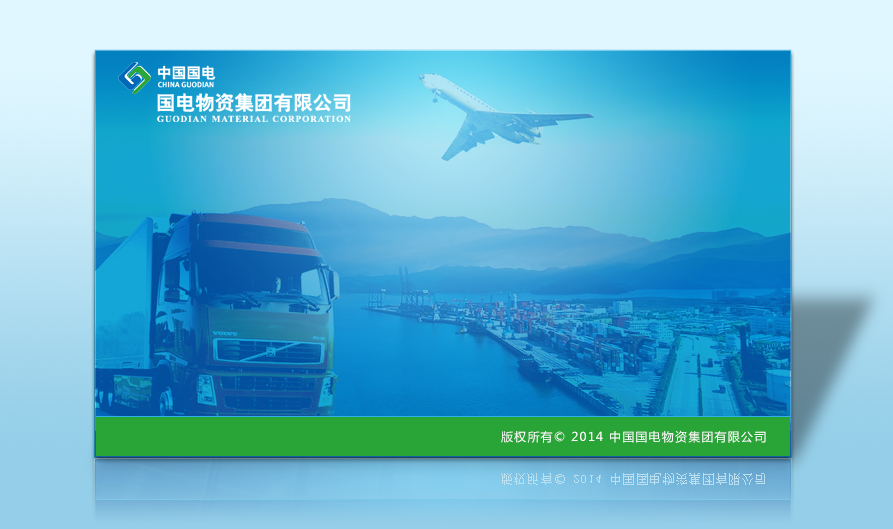 中国国电
CHINA GUODIAN
国电物资集团有限公司
GUODIAN MATERIAL CORPORATION
VOLVO
版权所有© 2014 中国国电物资集团有限公司